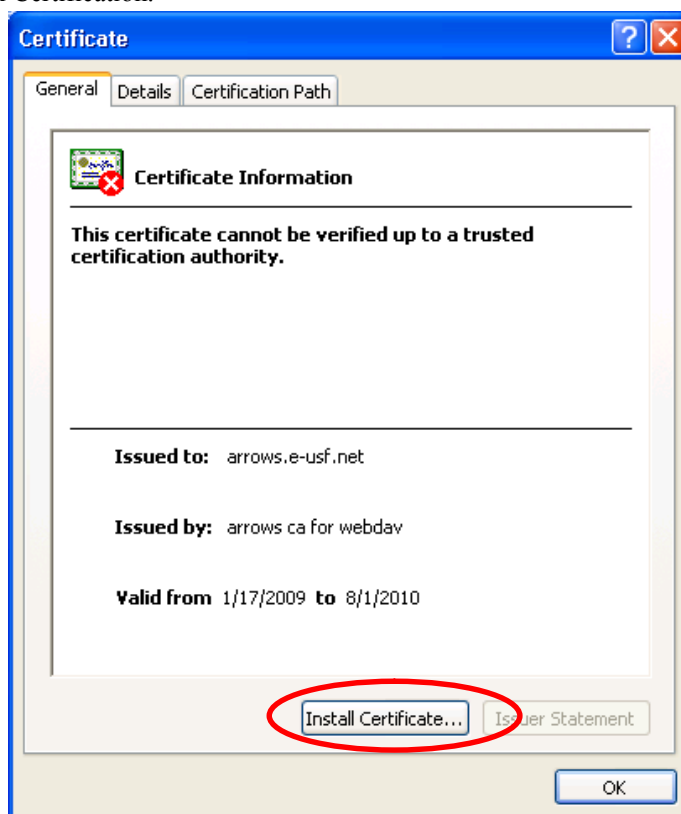 Certification.
Certificate
General Details Certification Path
Certificate Information
This certificate cannot be verified up to a trusted
certification authority.
Issued to: arrows.e-usf.net
Issued by: arrows ca for webdav
Valid from 1/17/2009 to 8/1/2010
Install Certificate... Issuer Statement
OK